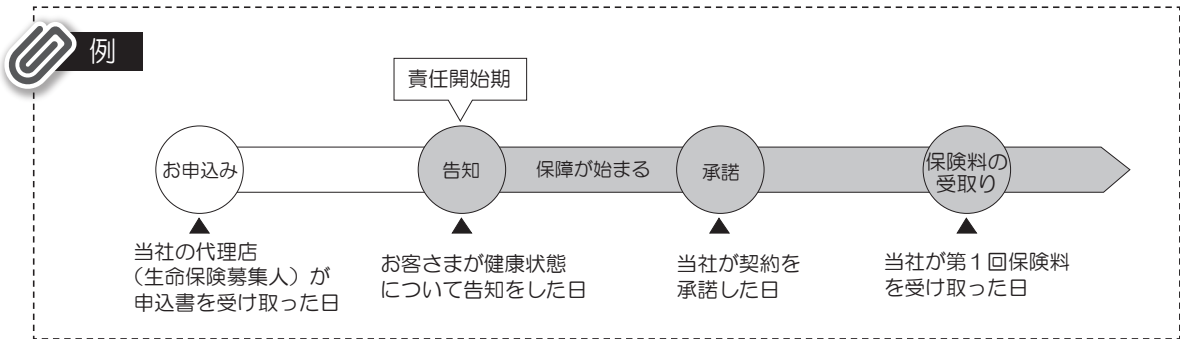 例
責任開始期
お申込み
告知
保障が始まる
承諾
保険料の
受取り
当社の代理店
(生命保険募集人)が
申込書を受け取った日
お客さまが健康状態
について告知をした日
当社が契約を
承諾した日
当社が第1回保険料
を受け取った日